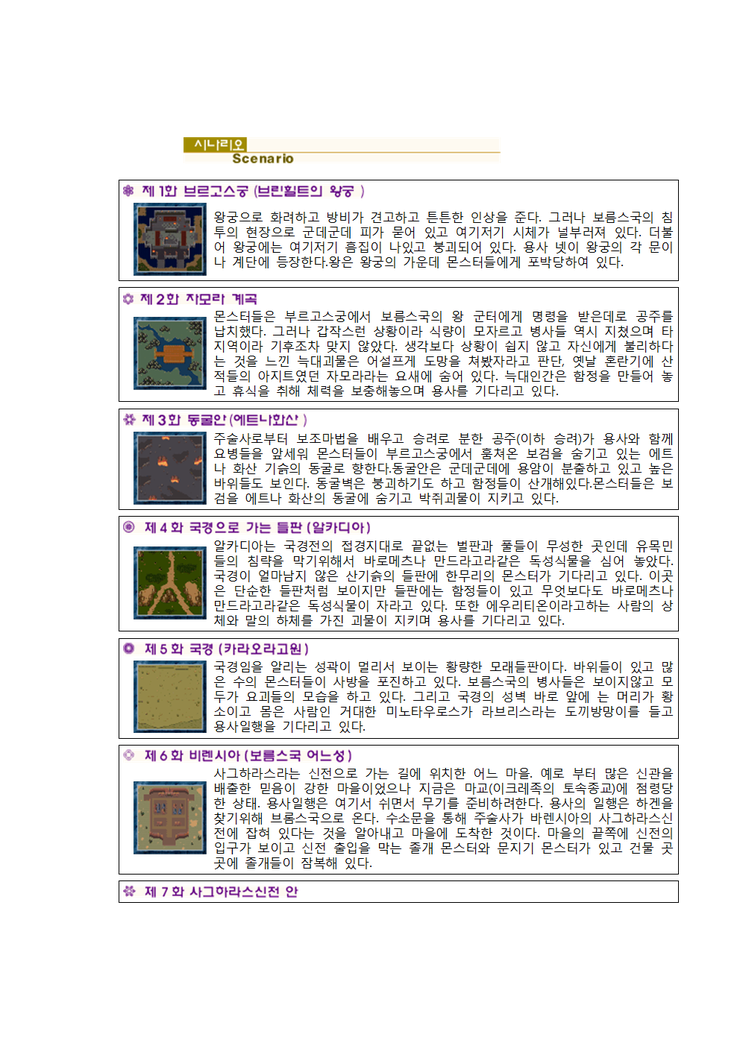 시나리오
Scenario
제 1화 브르고스궁 (브린힐트의 왕궁 )
왕궁으로 화려하고 방비가 견고하고 튼튼한 인상을 준다. 그러나 보름스국의 침
투의 현장으로 군데군데 피가 묻어 있고 여기저기 시체가 널부러져 있다. 더불
어 왕궁에는 여기저기 흠집이 나있고 붕괴되어 있다. 용사 넷이 왕궁의 각 문이
나 계단에 등장한다.왕은 왕궁의 가운데 몬스터들에게 포박당하여 있다.
제 2화 자모라 계곡
몬스터들은 부르고스궁에서 보름스국의 왕 군터에게 명령을 받은데로 공주를
납치했다. 그러나 갑작스런 상황이라 식량이 모자르고 병사들 역시 지쳤으며 타
지역이라 기후조차 맞지 않았다. 생각보다 상황이 쉽지 않고 자신에게 불리하다
는 것을 느낀 늑대괴물은 어설프게 도망을 쳐봤자라고 판단, 옛날 혼란기에 산
적들의 아지트였던 자모라라는 요새에 숨어 있다. 늑대인간은 함정을 만들어 놓
고 휴식을 취해 체력을 보충해놓으며 용사를 기다리고 있다.
제 3화 동굴안 (에트나화산 )
주술사로부터 보조마법을 배우고 승려로 분한 공주(이하 승려)가 용사와 함께
요병들을 앞세워 몬스터들이 부르고스궁에서 훔쳐온 보검을 숨기고 있는 에트
나 화산 기슭의 동굴로 향한다.동굴안은 군데군데에 용암이 분출하고 있고 높은
바위들도 보인다. 동굴벽은 붕괴하기도 하고 함정들이 산개해있다.몬스터들은 보
검을 에트나 화산의 동굴에 숨기고 박쥐괴물이 지키고 있다.
제 4화 국경으로 가는 들판 (알카디아)
알카디아는 국경전의 접경지대로 끝없는 벌판과 풀들이 무성한 곳인데 유목민
들의 침략을 막기위해서 바로메츠나 만드라고라같은 독성식물을 심어 놓았다.
국경이 얼마남지 않은 산기슭의 들판에 한무리의 몬스터가 기다리고 있다. 이곳
은 단순한 들판처럼 보이지만 들판에는 함정들이 있고 무엇보다도 바로메츠나
만드라고라같은 독성식물이 자라고 있다. 또한 에우리티온이라고하는 사람의 상
체와 말의 하체를 가진 괴물이 지키며 용사를 기다리고 있다.
제 5화 국경 (카라오라고원)
국경임을 알리는 성곽이 멀리서 보이는 황량한 모래들판이다. 바위들이 있고 많
은 수의 몬스터들이 사방을 포진하고 있다. 보름스국의 병사들은 보이지않고 모
두가 요괴들의 모습을 하고 있다. 그리고 국경의 성벽 바로 앞에 는 머리가 황
소이고 몸은 사람인 거대한 미노타우로스가 라브리스라는 도끼방망이를 들고
용사일행을 기다리고 있다.
제 6화 비렌시아 (보름스국 어느성)
사그하라스라는 신전으로 가는 길에 위치한 어느 마을. 예로 부터 많은 신관을
배출한 믿음이 강한 마을이었으나 지금은 마교(이크레족의 토속종교)에 점령당
한 상태. 용사일행은 여기서 쉬면서 무기를 준비하려한다. 용사의 일행은 하겐을
찾기위해 브름스국으로 온다. 수소문을 통해 주술사가 바렌시아의 사그하라스신
전에 잡혀 있다는 것을 알아내고 마을에 도착한 것이다. 마을의 끝쪽에 신전의
입구가 보이고 신전 출입을 막는 졸개 몬스터와 문지기 몬스터가 있고 건물 곳
곳에 졸개들이 잠복해 있다.
제 7화 사그하라스신전 안